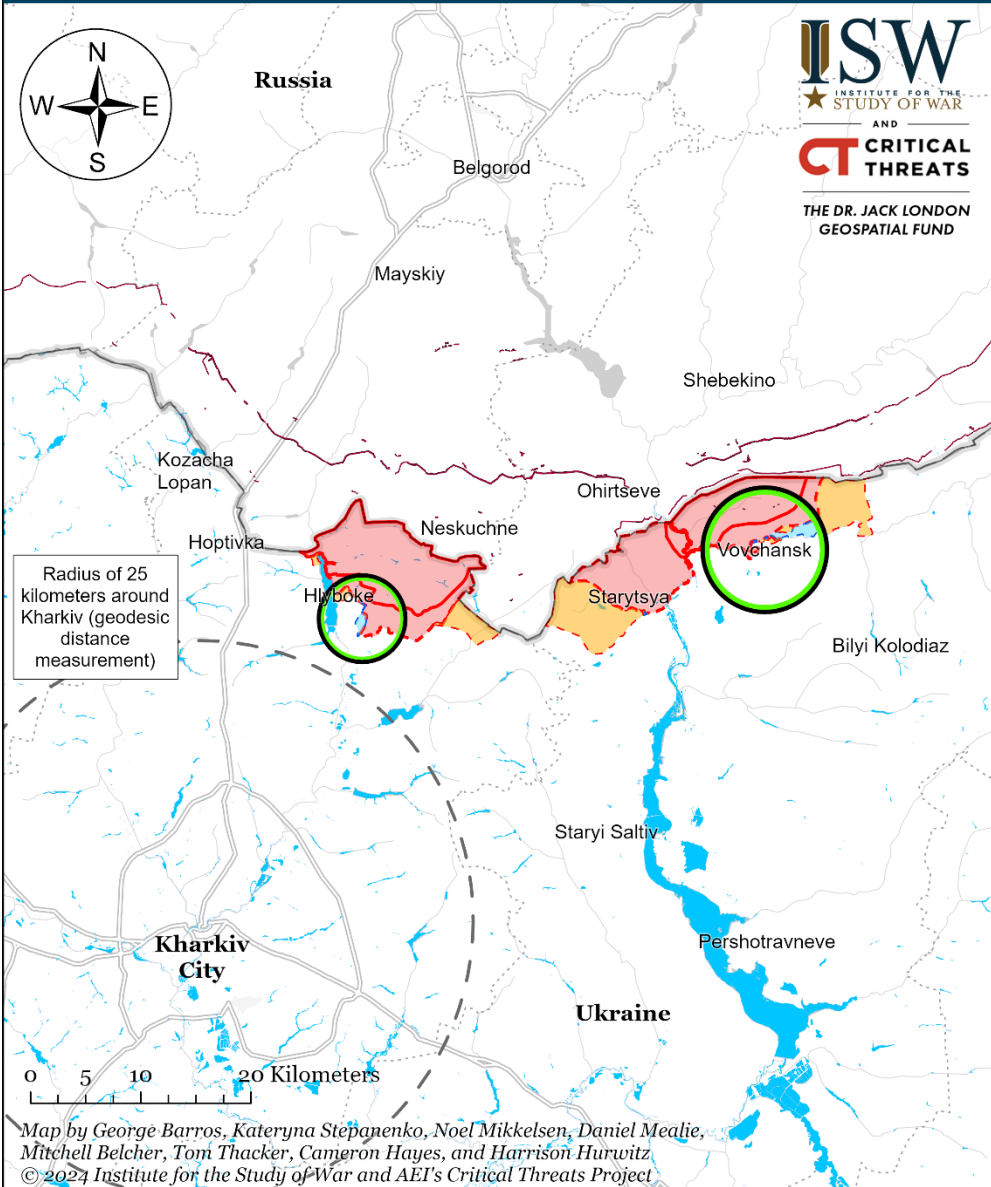 N
W E
S
Russia
ISW
INSTITUTE FOR THE
STUDY OF WAR
AND
CT CRITICAL
THREATS
THE DR. JACK LONDON
GEOSPATIAL FUND
Belgorod
Mayskiy
Shebekino
Kozacha
Lopan
Ohirtseve
Neskuchne
Hoptivka
Vovchansk
Radius of 25
kilometers around
Kharkiv (geodesic
distance
measurement)
Hlyboke
Starytsya
Bilyi Kolodiaz
Staryi Saltiv
Kharkiv
City
Pershotravneve
Ukraine
0 5 10 20 Kilometers
Map by George Barros, Kateryna Stepanenko, Noel Mikkelsen, Daniel Mealie,
Mitchell Belcher, Tom Thacker, Cameron Hayes, and Harrison Hurwitz
© 2024 Institute for the Study of War and AEI's Critical Threats Project